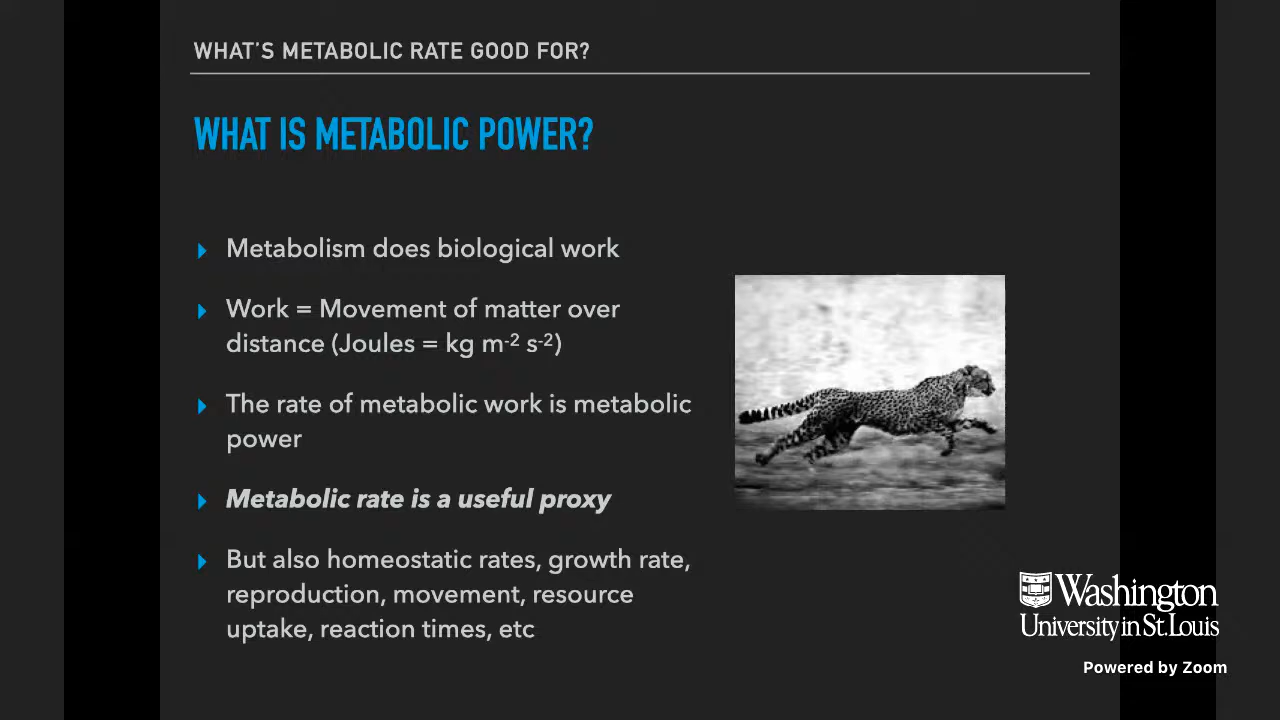 WHAT'S METABOLIC RATE GOOD FOR?
WHAT IS METABOLIC POWER?
Metabolism does biological work
Work = Movement of matter over
distance (Joules = kg m⁻² s⁻²)
The rate of metabolic work is metabolic
power
Metabolic rate is a useful proxy
But also homeostatic rates, growth rate,
reproduction, movement, resource
uptake, reaction times, etc
Washington
University in St. Louis
Powered by Zoom